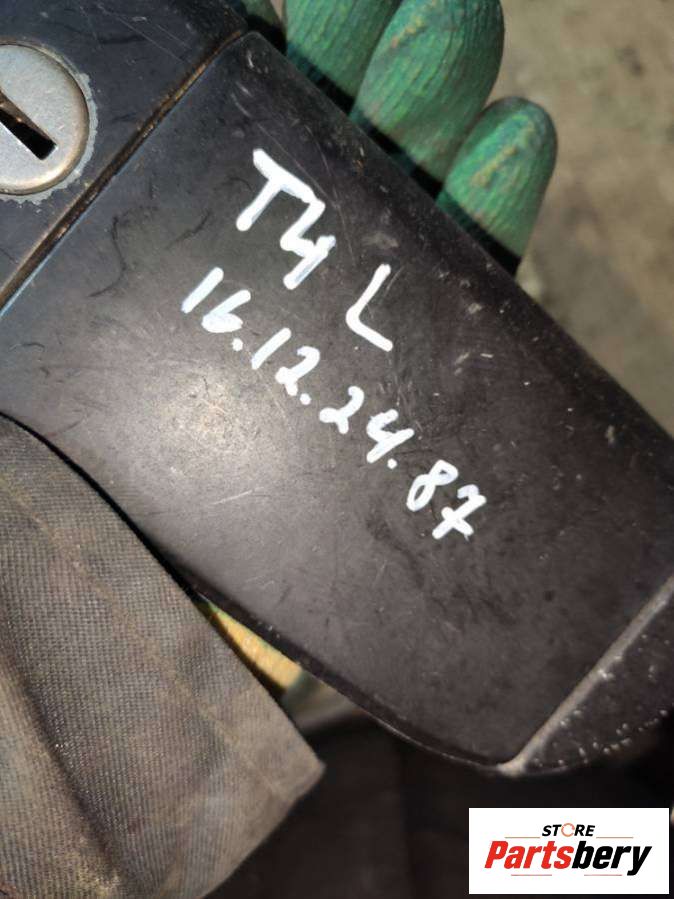 T4 L
16.12.24.87
STORE
Partsbery